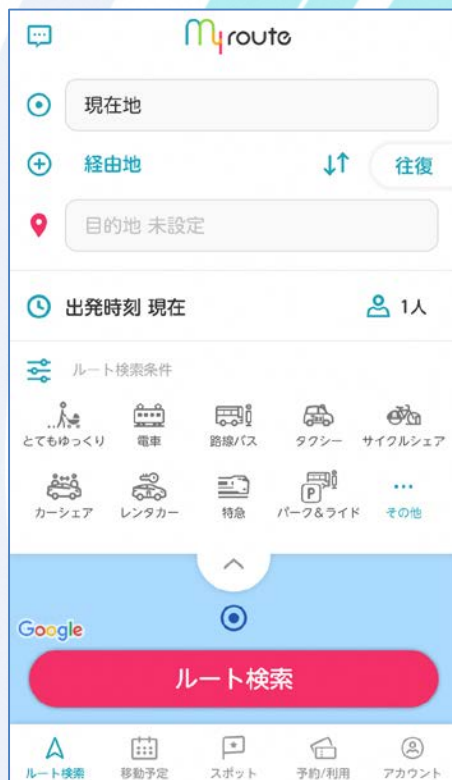 my route
現在地
経由地
往復
目的地 未設定
出発時刻 現在
1人
ルート検索条件
とてもゆっくり 電車 路線バス タクシー サイクルシェア
カーシェア レンタカー 特急 パーク&ライド その他
P
Google
ルート検索
ルート検索 移動予定 スポット 予約/利用 アカウント